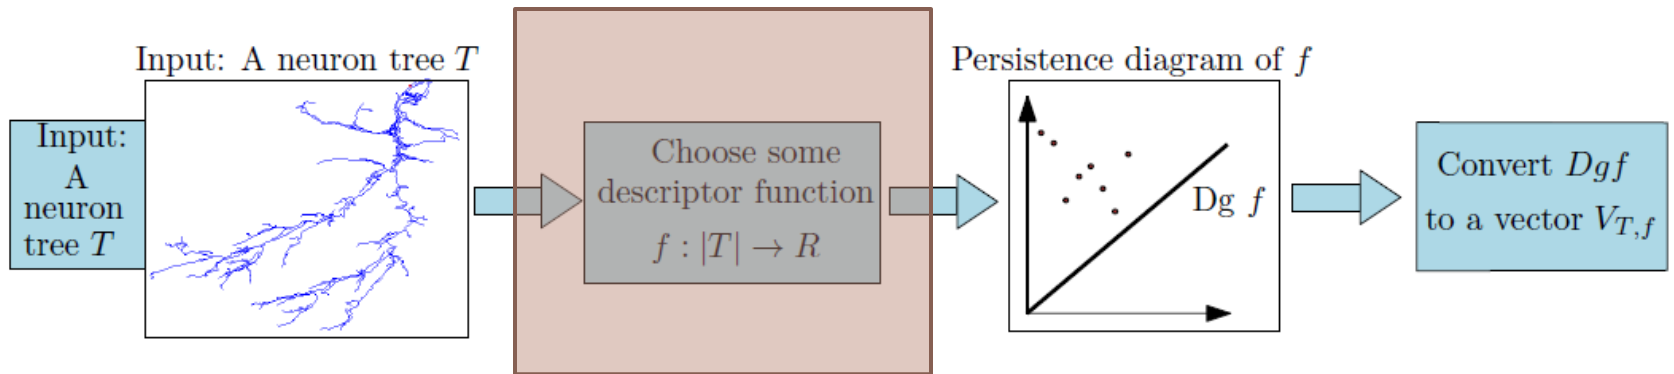 Input: A neuron tree T
Input:
A
neuron
tree T
Choose some
descriptor function
f : |T| → R
Persistence diagram of f
Dg f
Convert Dgf
to a vector V_{T,f}